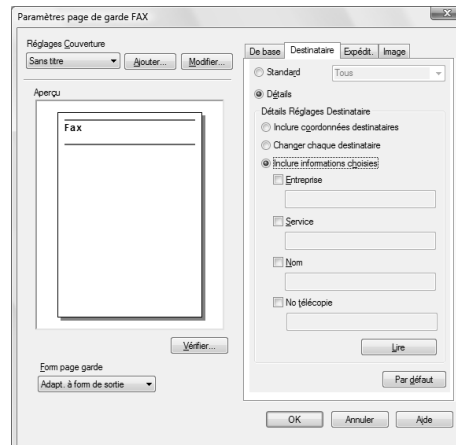 Paramètres page de garde FAX
Réglages Couverture
Sans titre
Ajouter...
Modifier...
Aperçu
Fax
Vérifier...
Form page garde
Adapt. à form de sortie
De base
Destinataire
Expédit.
Image
Standard
Tous
Détails
Détails Réglages Destinataire
Inclure coordonnées destinataires
Changer chaque destinataire
Inclure informations choisies
Entreprise
Service
Nom
No télécopie
Lire
Par défaut
OK
Annuler
Aide